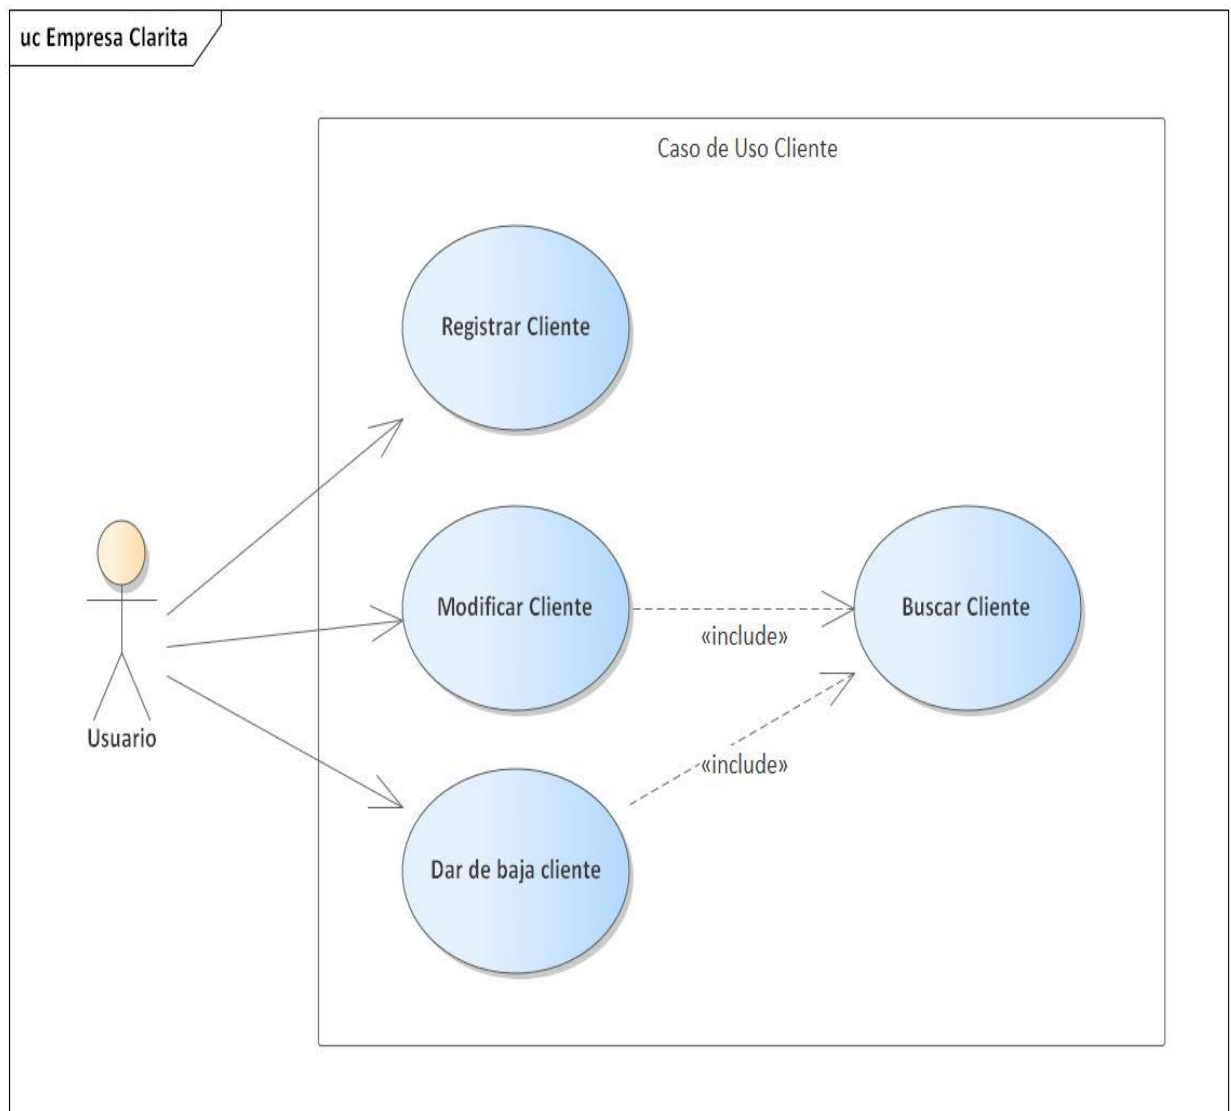 uc Empresa Clarita
Caso de Uso Cliente
Registrar Cliente
Modificar Cliente
Buscar Cliente
«include»
Usuario
«include»
Dar de baja cliente